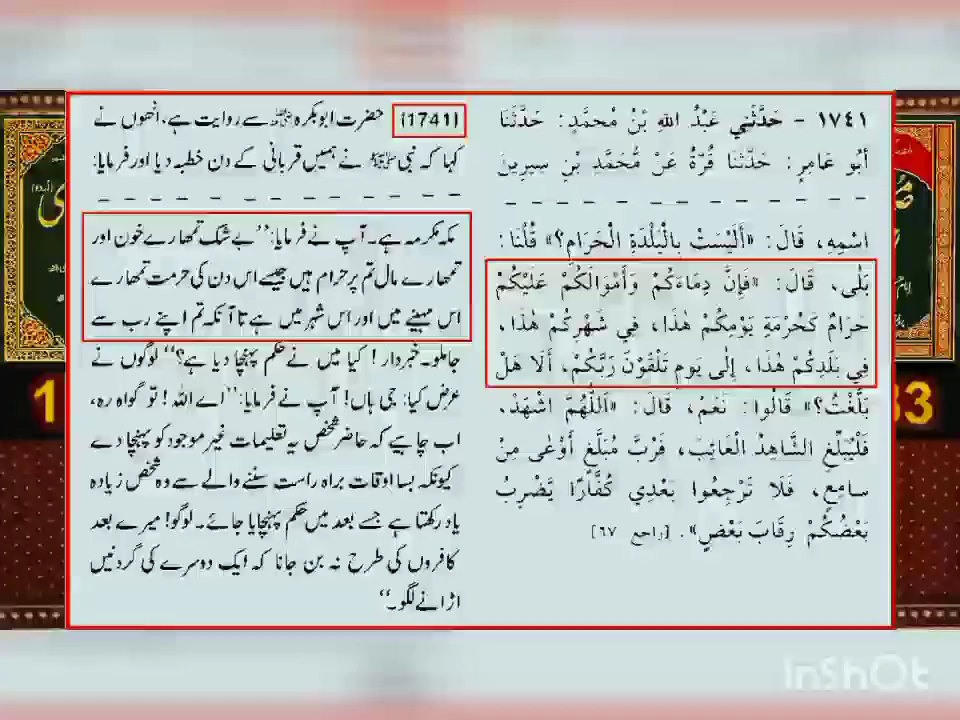 ١٧٤١ - حَدَّثَنِي عَبْدُ اللهِ بْنُ مُحَمَّدٍ: حَدَّثَنَا
أَبُو عَامِرٍ: حَدَّثَنَا قُرَّةُ عَنْ مُّحَمَّدِ بْنِ سِيرِينَ
اسْمِهِ، قَالَ: «أَلَيْسَتْ بِالْبَلْدَةِ الْحَرَامِ؟» قُلْنَا:
بَلٰى، قَالَ: «فَإِنَّ دِمَاءَكُمْ وَأَمْوَالَكُمْ عَلَيْكُمْ
حَرَامٌ كَحُرْمَةِ يَوْمِكُمْ هٰذَا، فِي شَهْرِكُمْ هٰذَا،
فِي بَلَدِكُمْ هٰذَا، إِلٰى يَوْمِ تَلْقَوْنَ رَبَّكُمْ، أَلَا هَلْ
بَلَّغْتُ؟» قَالُوا: نَعَمْ، قَالَ: «اَللّٰهُمَّ اشْهَدْ،
فَلْيُبَلِّغِ الشَّاهِدُ الْغَائِبَ، فَرُبَّ مُبَلَّغٍ أَوْعٰى مِنْ
سَامِعٍ، فَلَا تَرْجِعُوا بَعْدِي كُفَّارًا يَّضْرِبُ
بَعْضُكُمْ رِقَابَ بَعْضٍ». [راجع ٦٧]
[1741] حضرت ابوبکرہ ؓ سے روایت ہے، انھوں نے
کہا کہ نبی ﷺ نے ہمیں قربانی کے دن خطبہ دیا اور فرمایا:
مکہ مکرمہ ہے۔ آپ نے فرمایا: ’’بے شک تمھارے خون اور
تمھارے مال تم پر حرام ہیں جیسے اس دن کی حرمت تمھارے
اس مہینے میں اور اس شہر میں ہے تا آنکہ تم اپنے رب سے
جا ملو۔ خبردار! کیا میں نے حکم پہنچا دیا ہے؟‘‘ لوگوں نے
عرض کیا: جی ہاں! آپ نے فرمایا: ’’اے اللہ! تو گواہ رہ،
اب چاہیے کہ حاضر شخص یہ تعلیمات غیر موجود کو پہنچا دے
کیونکہ بسا اوقات براہ راست سننے والے سے وہ شخص زیادہ
یاد رکھتا ہے جسے بعد میں حکم پہنچایا جائے۔ لوگو! میرے بعد
کافروں کی طرح نہ بن جانا کہ ایک دوسرے کی گردنیں
اڑانے لگو۔‘‘
1
33
InShOt